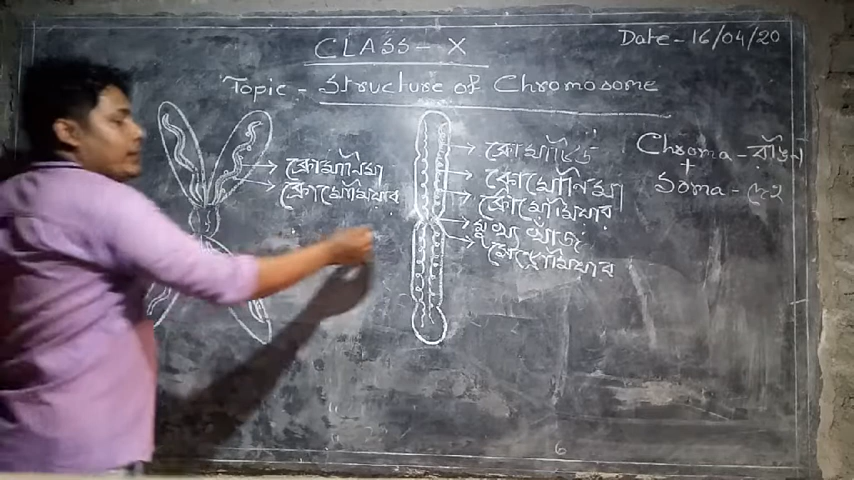 CLASS - X
Date - 16/04/20
Topic - Structure of Chromosome
Chroma - রঙিন
+
Soma - দেহ
ক্রোমোনিমা
ক্রোমোমিয়ার
ক্রোমাটিড
ক্রোমোনিমা
ক্রোমোমিয়ার
মুখ্য খাঁজ
সেন্ট্রোমিয়ার